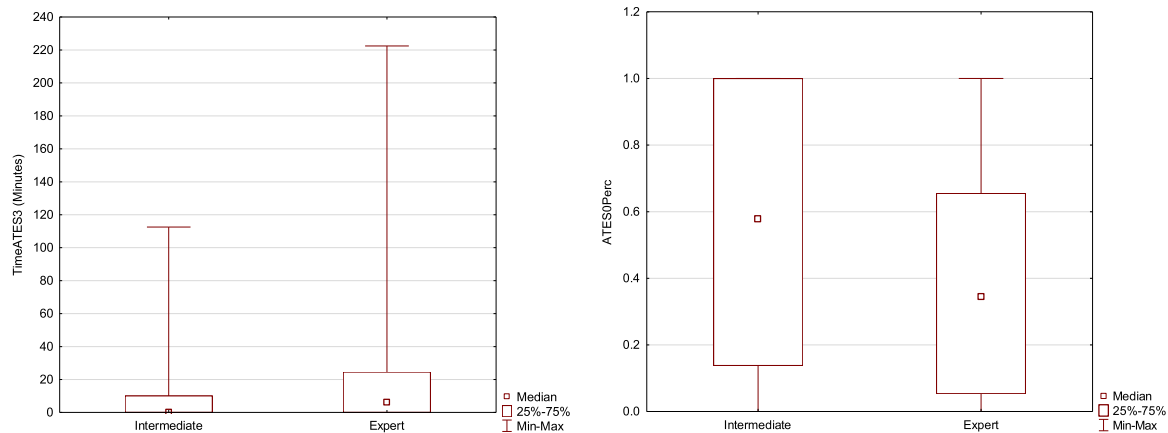 240
220
200
180
160
140
120
100
80
60
40
20
0
TimeATES3 (Minutes)
Intermediate
Expert
Median
25%-75%
Min-Max
1.2
1.0
0.8
0.6
0.4
0.2
0.0
ATES0Perc
Intermediate
Expert
Median
25%-75%
Min-Max